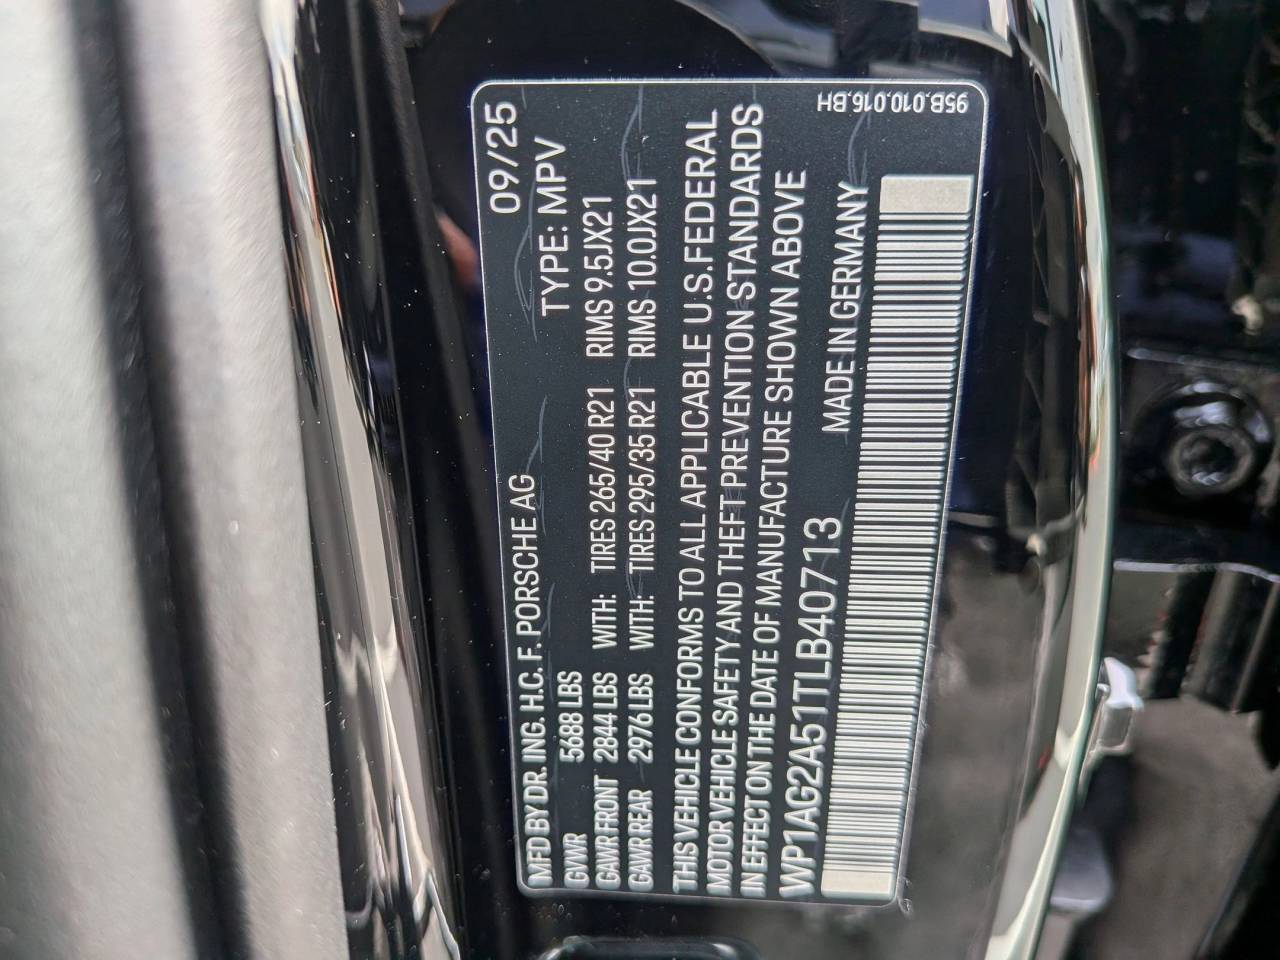 09/25
MFD BY DR. ING. H.C. F. PORSCHE AG TYPE: MPV
GVWR 5688 LBS
GAWR FRONT 2844 LBS WITH: TIRES 265/40 R21 RIMS 9.5JX21
GAWR REAR 2976 LBS WITH: TIRES 295/35 R21 RIMS 10.0JX21
THIS VEHICLE CONFORMS TO ALL APPLICABLE U.S.FEDERAL
MOTOR VEHICLE SAFETY AND THEFT PREVENTION STANDARDS
IN EFFECT ON THE DATE OF MANUFACTURE SHOWN ABOVE
WP1AG2A51TLB40713 MADE IN GERMANY
95B.010.016.BH